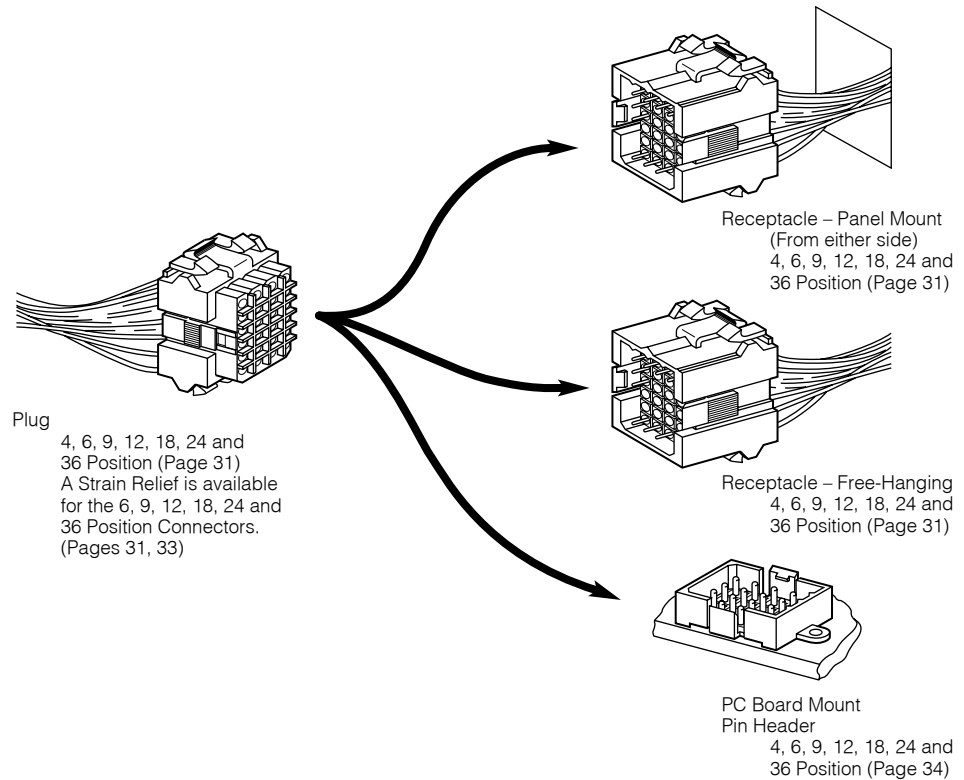 Receptacle – Panel Mount
(From either side)
4, 6, 9, 12, 18, 24 and
36 Position (Page 31)
Plug
4, 6, 9, 12, 18, 24 and
36 Position (Page 31)
A Strain Relief is available
for the 6, 9, 12, 18, 24 and
36 Position Connectors.
(Pages 31, 33)
Receptacle – Free-Hanging
4, 6, 9, 12, 18, 24 and
36 Position (Page 31)
PC Board Mount
Pin Header
4, 6, 9, 12, 18, 24 and
36 Position (Page 34)